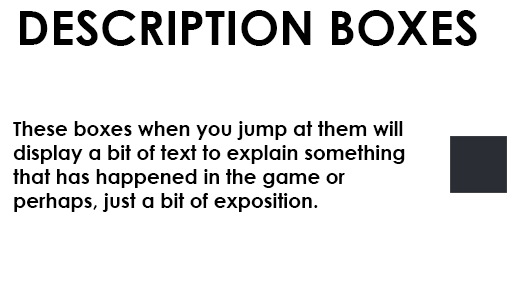 DESCRIPTION BOXES
These boxes when you jump at them will
display a bit of text to explain something
that has happened in the game or
perhaps, just a bit of exposition.